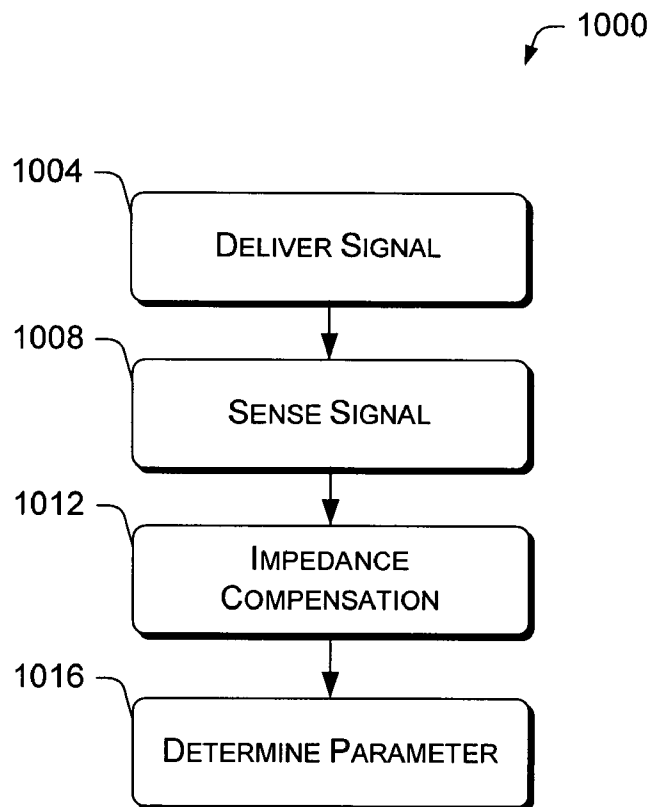 1000
1004
DELIVER SIGNAL
1008
SENSE SIGNAL
1012
IMPEDANCE
COMPENSATION
1016
DETERMINE PARAMETER